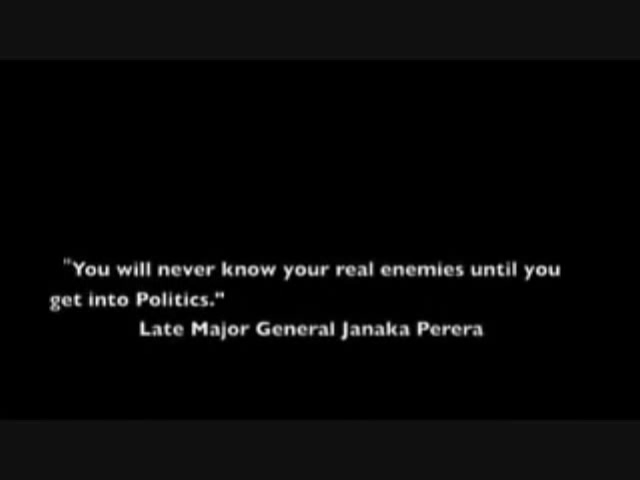 "You will never know your real enemies until you
get into Politics."
Late Major General Janaka Perera